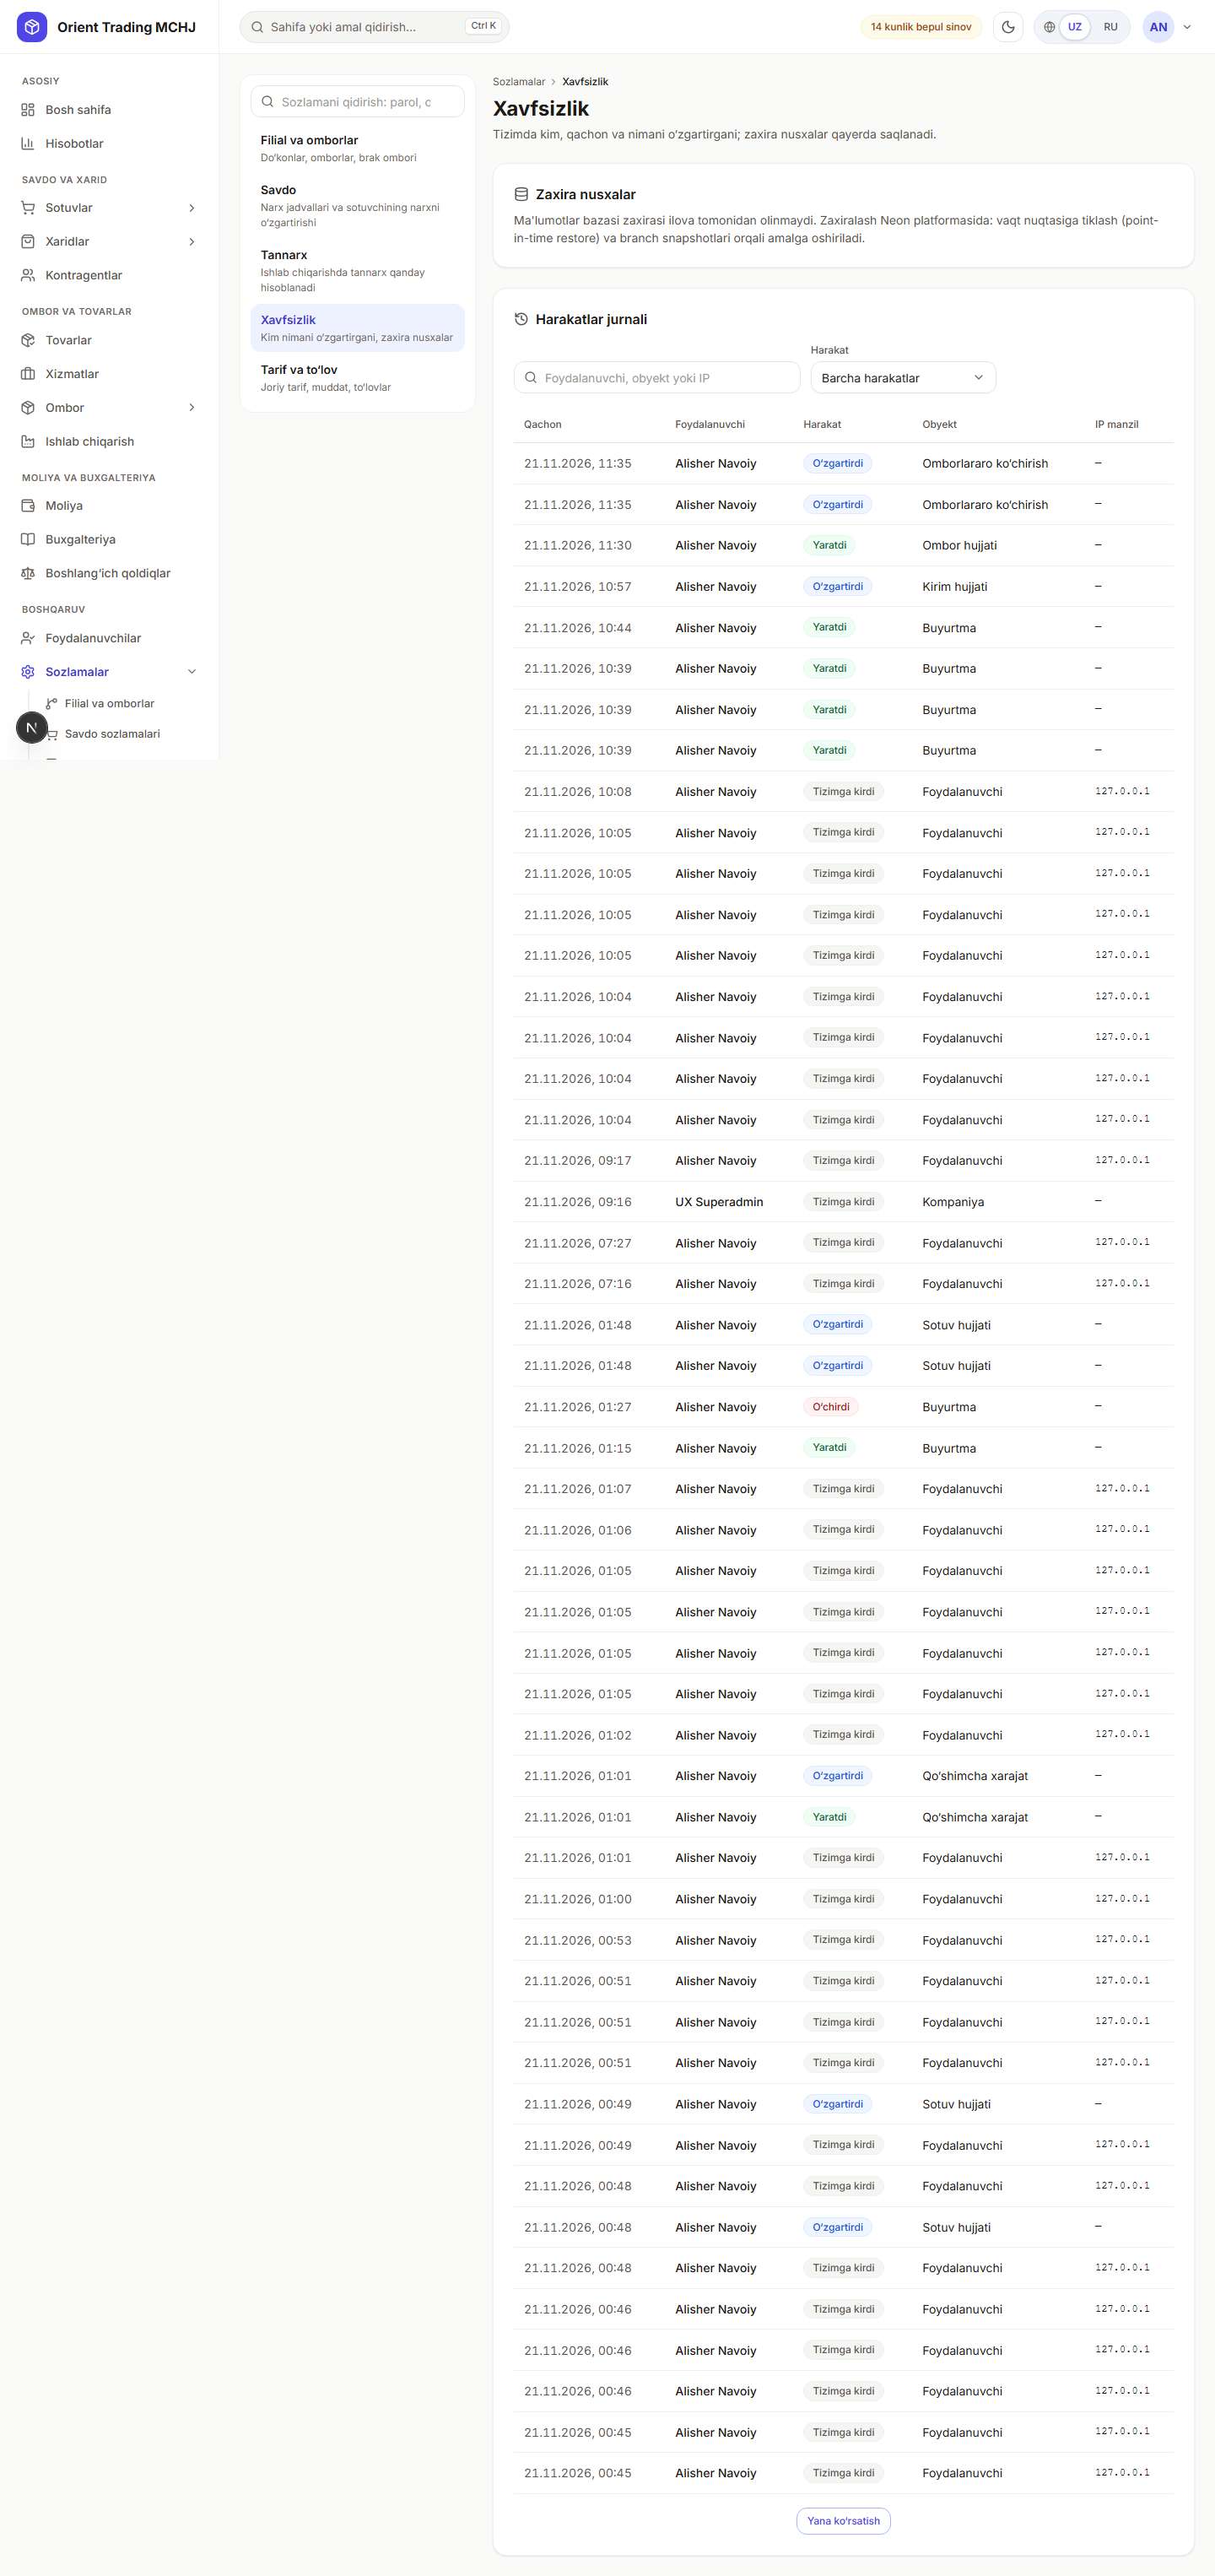 Orient Trading MCHJ
Sahifa yoki amal qidirish...
Ctrl K
14 kunlik bepul sinov
UZ
RU
AN
ASOSIY
Bosh sahifa
Hisobotlar
SAVDO VA XARID
Sotuvlar
Xaridlar
Kontragentlar
OMBOR VA TOVARLAR
Tovarlar
Xizmatlar
Ombor
Ishlab chiqarish
MOLIYA VA BUXGALTERIYA
Moliya
Buxgalteriya
Boshlang‘ich qoldiqlar
BOSHQARUV
Foydalanuvchilar
Sozlamalar
Filial va omborlar
N
Savdo sozlamalari
Sozlamani qidirish: parol, c
Filial va omborlar
Do‘konlar, omborlar, brak ombori
Savdo
Narx jadvallari va sotuvchining narxni
o‘zgartirishi
Tannarx
Ishlab chiqarishda tannarx qanday
hisoblanadi
Xavfsizlik
Kim nimani o‘zgartirgani, zaxira nusxalar
Tarif va to‘lov
Joriy tarif, muddat, to‘lovlar
Sozlamalar > Xavfsizlik
Xavfsizlik
Tizimda kim, qachon va nimani o‘zgartirgani; zaxira nusxalar qayerda saqlanadi.
Zaxira nusxalar
Ma'lumotlar bazasi zaxirasi ilova tomonidan olinmaydi. Zaxiralash Neon platformasida: vaqt nuqtasiga tiklash (point-
in-time restore) va branch snapshotlari orqali amalga oshiriladi.
Harakatlar jurnali
Harakat
Foydalanuvchi, obyekt yoki IP
Barcha harakatlar
Qachon Foydalanuvchi Harakat Obyekt IP manzil
21.11.2026, 11:35 Alisher Navoiy O‘zgartirdi Omborlararo ko‘chirish –
21.11.2026, 11:35 Alisher Navoiy O‘zgartirdi Omborlararo ko‘chirish –
21.11.2026, 11:30 Alisher Navoiy Yaratdi Ombor hujjati –
21.11.2026, 10:57 Alisher Navoiy O‘zgartirdi Kirim hujjati –
21.11.2026, 10:44 Alisher Navoiy Yaratdi Buyurtma –
21.11.2026, 10:39 Alisher Navoiy Yaratdi Buyurtma –
21.11.2026, 10:39 Alisher Navoiy Yaratdi Buyurtma –
21.11.2026, 10:39 Alisher Navoiy Yaratdi Buyurtma –
21.11.2026, 10:08 Alisher Navoiy Tizimga kirdi Foydalanuvchi 127.0.0.1
21.11.2026, 10:05 Alisher Navoiy Tizimga kirdi Foydalanuvchi 127.0.0.1
21.11.2026, 10:05 Alisher Navoiy Tizimga kirdi Foydalanuvchi 127.0.0.1
21.11.2026, 10:05 Alisher Navoiy Tizimga kirdi Foydalanuvchi 127.0.0.1
21.11.2026, 10:05 Alisher Navoiy Tizimga kirdi Foydalanuvchi 127.0.0.1
21.11.2026, 10:04 Alisher Navoiy Tizimga kirdi Foydalanuvchi 127.0.0.1
21.11.2026, 10:04 Alisher Navoiy Tizimga kirdi Foydalanuvchi 127.0.0.1
21.11.2026, 10:04 Alisher Navoiy Tizimga kirdi Foydalanuvchi 127.0.0.1
21.11.2026, 10:04 Alisher Navoiy Tizimga kirdi Foydalanuvchi 127.0.0.1
21.11.2026, 09:17 Alisher Navoiy Tizimga kirdi Foydalanuvchi 127.0.0.1
21.11.2026, 09:16 UX Superadmin Tizimga kirdi Kompaniya –
21.11.2026, 07:27 Alisher Navoiy Tizimga kirdi Foydalanuvchi 127.0.0.1
21.11.2026, 07:16 Alisher Navoiy Tizimga kirdi Foydalanuvchi 127.0.0.1
21.11.2026, 01:48 Alisher Navoiy O‘zgartirdi Sotuv hujjati –
21.11.2026, 01:48 Alisher Navoiy O‘zgartirdi Sotuv hujjati –
21.11.2026, 01:27 Alisher Navoiy O‘chirdi Buyurtma –
21.11.2026, 01:15 Alisher Navoiy Yaratdi Buyurtma –
21.11.2026, 01:07 Alisher Navoiy Tizimga kirdi Foydalanuvchi 127.0.0.1
21.11.2026, 01:06 Alisher Navoiy Tizimga kirdi Foydalanuvchi 127.0.0.1
21.11.2026, 01:05 Alisher Navoiy Tizimga kirdi Foydalanuvchi 127.0.0.1
21.11.2026, 01:05 Alisher Navoiy Tizimga kirdi Foydalanuvchi 127.0.0.1
21.11.2026, 01:05 Alisher Navoiy Tizimga kirdi Foydalanuvchi 127.0.0.1
21.11.2026, 01:05 Alisher Navoiy Tizimga kirdi Foydalanuvchi 127.0.0.1
21.11.2026, 01:02 Alisher Navoiy Tizimga kirdi Foydalanuvchi 127.0.0.1
21.11.2026, 01:01 Alisher Navoiy O‘zgartirdi Qo‘shimcha xarajat –
21.11.2026, 01:01 Alisher Navoiy Yaratdi Qo‘shimcha xarajat –
21.11.2026, 01:01 Alisher Navoiy Tizimga kirdi Foydalanuvchi 127.0.0.1
21.11.2026, 01:00 Alisher Navoiy Tizimga kirdi Foydalanuvchi 127.0.0.1
21.11.2026, 00:53 Alisher Navoiy Tizimga kirdi Foydalanuvchi 127.0.0.1
21.11.2026, 00:51 Alisher Navoiy Tizimga kirdi Foydalanuvchi 127.0.0.1
21.11.2026, 00:51 Alisher Navoiy Tizimga kirdi Foydalanuvchi 127.0.0.1
21.11.2026, 00:51 Alisher Navoiy Tizimga kirdi Foydalanuvchi 127.0.0.1
21.11.2026, 00:49 Alisher Navoiy O‘zgartirdi Sotuv hujjati –
21.11.2026, 00:49 Alisher Navoiy Tizimga kirdi Foydalanuvchi 127.0.0.1
21.11.2026, 00:48 Alisher Navoiy Tizimga kirdi Foydalanuvchi 127.0.0.1
21.11.2026, 00:48 Alisher Navoiy O‘zgartirdi Sotuv hujjati –
21.11.2026, 00:48 Alisher Navoiy Tizimga kirdi Foydalanuvchi 127.0.0.1
21.11.2026, 00:46 Alisher Navoiy Tizimga kirdi Foydalanuvchi 127.0.0.1
21.11.2026, 00:46 Alisher Navoiy Tizimga kirdi Foydalanuvchi 127.0.0.1
21.11.2026, 00:46 Alisher Navoiy Tizimga kirdi Foydalanuvchi 127.0.0.1
21.11.2026, 00:45 Alisher Navoiy Tizimga kirdi Foydalanuvchi 127.0.0.1
21.11.2026, 00:45 Alisher Navoiy Tizimga kirdi Foydalanuvchi 127.0.0.1
Yana ko‘rsatish